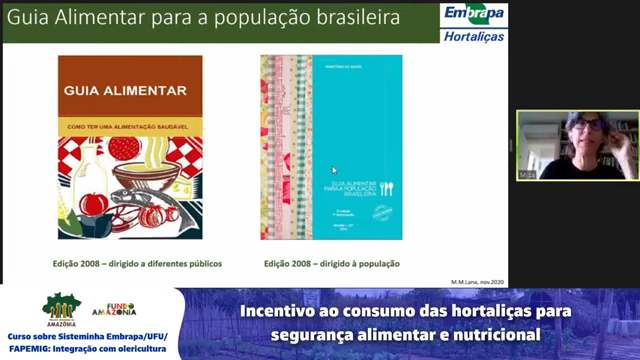 Guia Alimentar para a população brasileira
Embrapa
Hortaliças
GUIA ALIMENTAR
COMO TER UMA ALIMENTAÇÃO SAUDÁVEL
MINISTÉRIO DA SAÚDE
GUIA ALIMENTAR
PARA A POPULAÇÃO
BRASILEIRA
Edição 2008 – dirigido a diferentes públicos
Edição 2008 – dirigido à população
M.M.Lana, nov.2020
AMAZÔNIA
FUNDO
AMAZÔNIA
Curso sobre Sisteminha Embrapa/UFU/
FAPEMIG: Integração com olericultura
Incentivo ao consumo das hortaliças para
segurança alimentar e nutricional